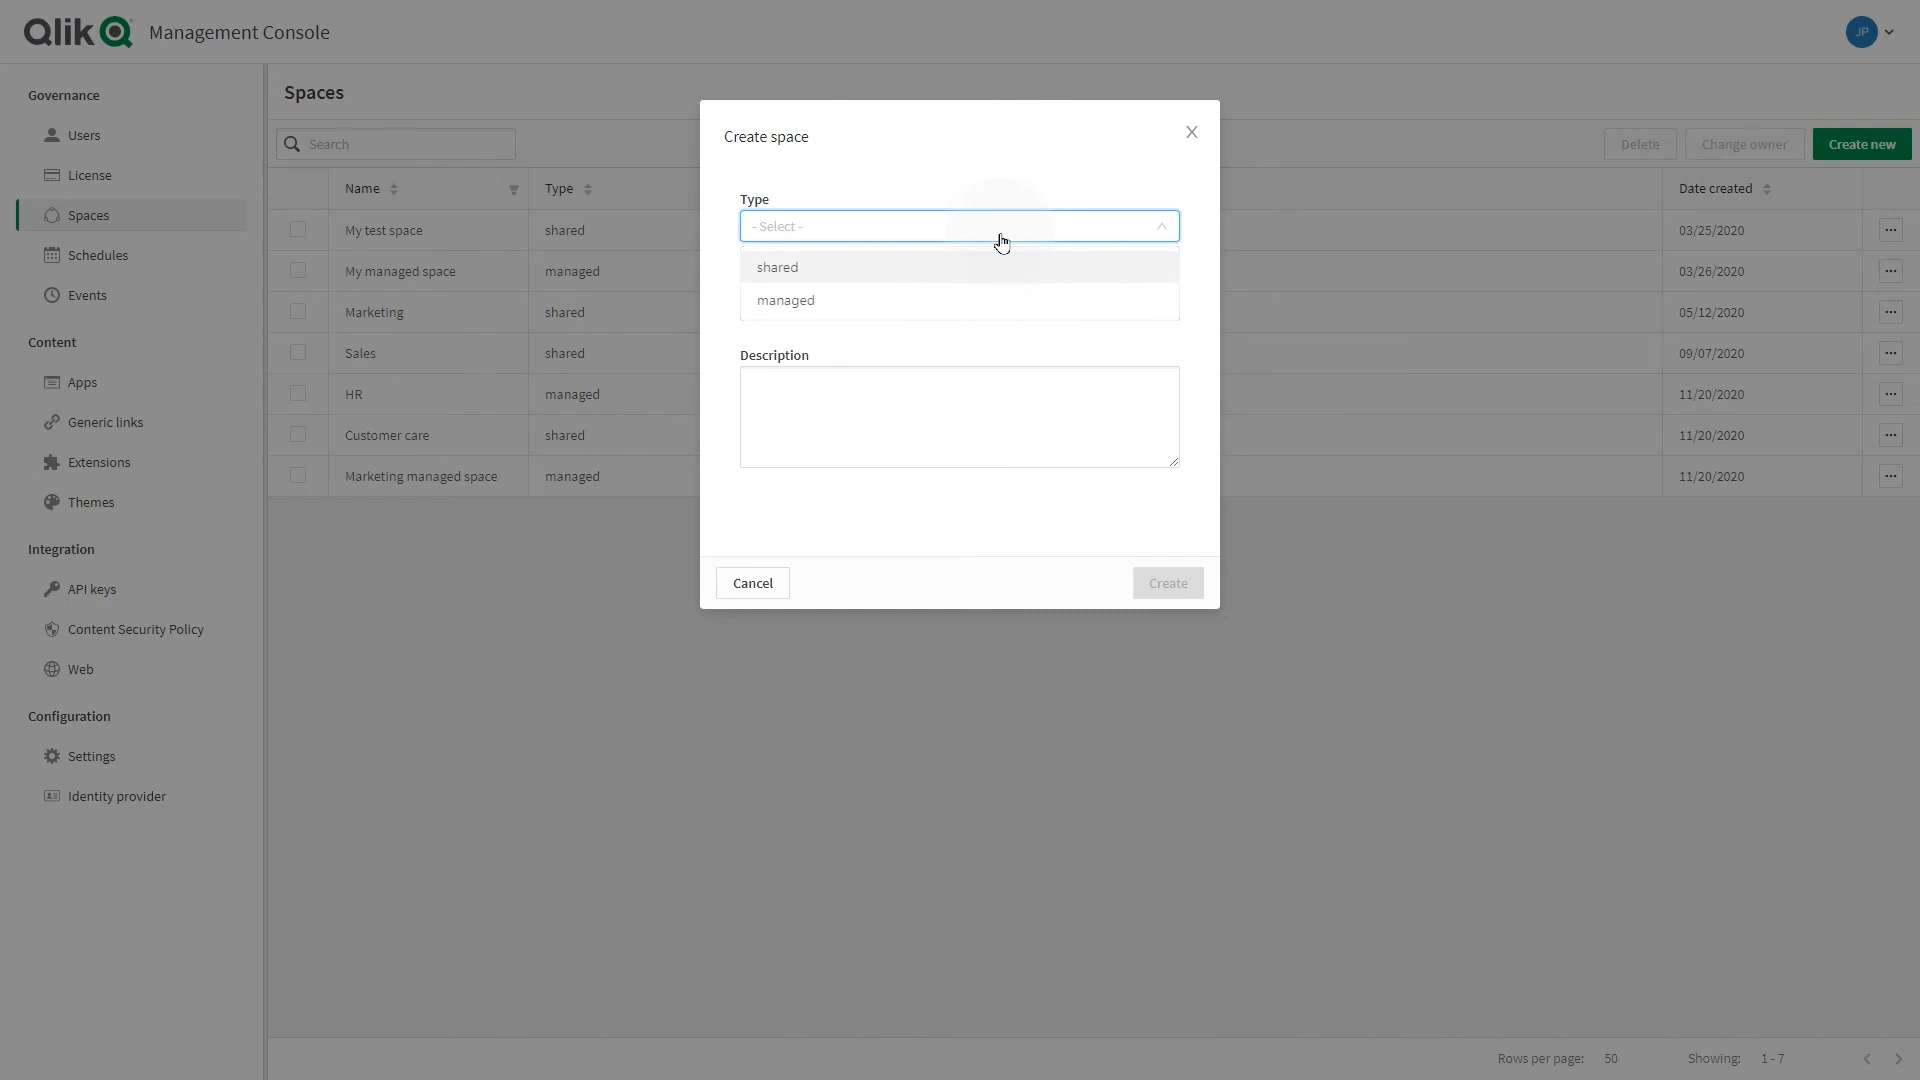 Qlik Management Console
JP
Governance
Users
License
Spaces
Schedules
Events
Content
Apps
Generic links
Extensions
Themes
Integration
API keys
Content Security Policy
Web
Configuration
Settings
Identity provider
Spaces
Search
Delete
Change owner
Create new
Name Type Date created
My test space shared 03/25/2020
My managed space managed 03/26/2020
Marketing shared 05/12/2020
Sales shared 09/07/2020
HR managed 11/20/2020
Customer care shared 11/20/2020
Marketing managed space managed 11/20/2020
Create space
X
Type
- Select -
shared
managed
Description
Cancel
Create
Rows per page: 50 Showing: 1 - 7